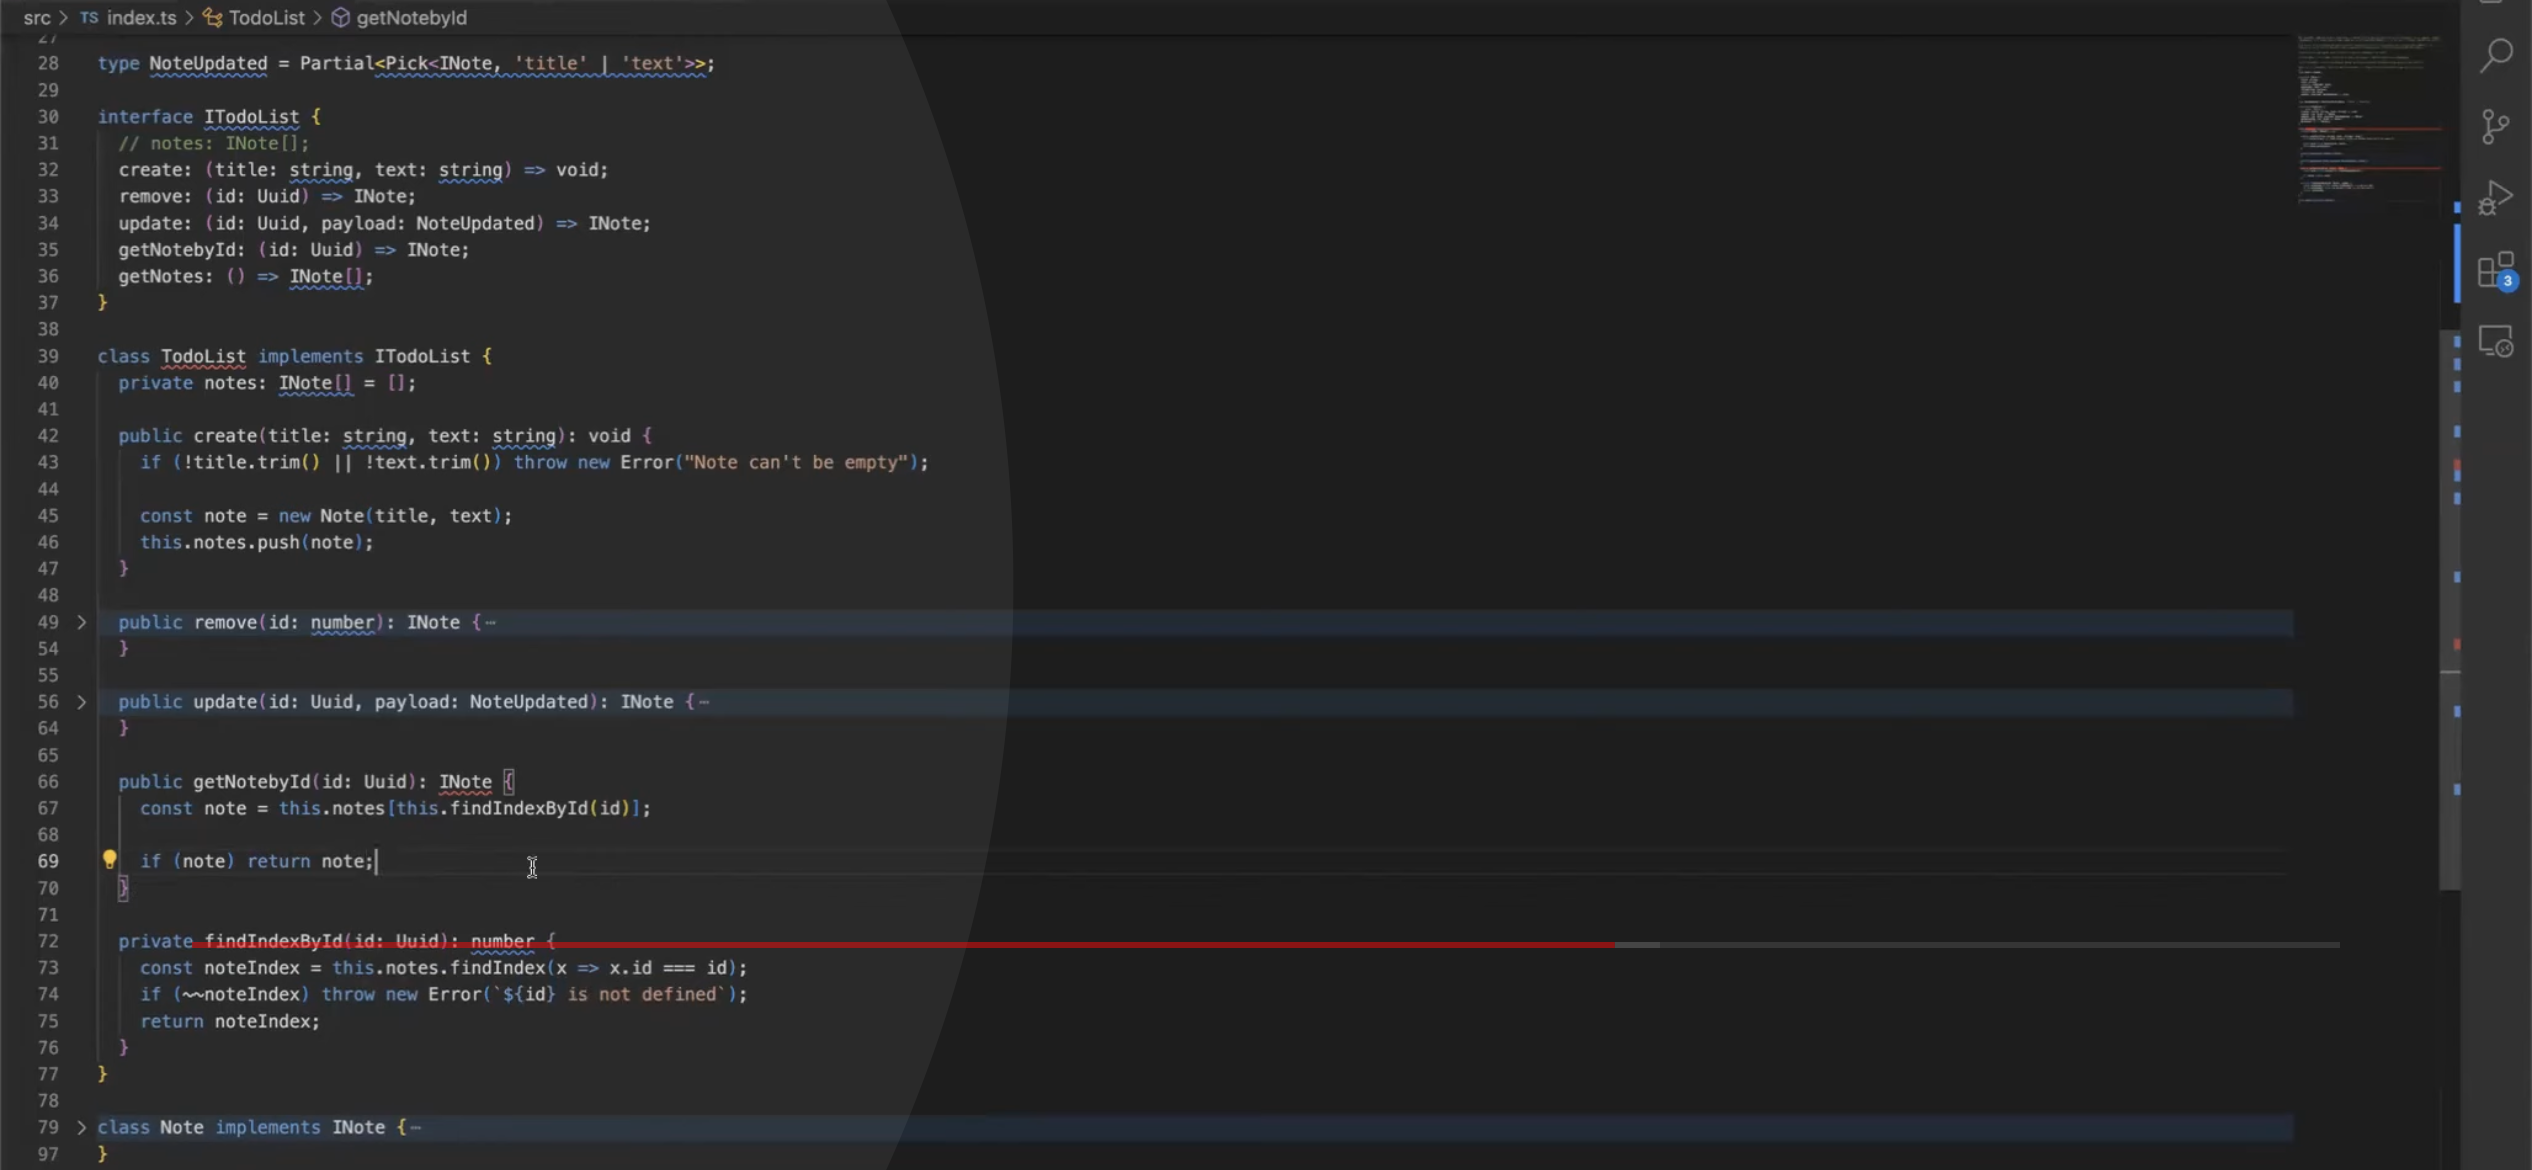 src > TS index.ts > TodoList > getNotebyId
27
28 type NoteUpdated = Partial<Pick<INote, 'title' | 'text'>>;
29
30 interface ITodoList {
31 // notes: INote[];
32 create: (title: string, text: string) => void;
33 remove: (id: Uuid) => INote;
34 update: (id: Uuid, payload: NoteUpdated) => INote;
35 getNotebyId: (id: Uuid) => INote;
36 getNotes: () => INote[];
37 }
38
39 class TodoList implements ITodoList {
40 private notes: INote[] = [];
41
42 public create(title: string, text: string): void {
43 if (!title.trim() || !text.trim()) throw new Error("Note can't be empty");
44
45 const note = new Note(title, text);
46 this.notes.push(note);
47 }
48
49 > public remove(id: number): INote {⋯
54 }
55
56 > public update(id: Uuid, payload: NoteUpdated): INote {⋯
64 }
65
66 public getNotebyId(id: Uuid): INote {
67 const note = this.notes[this.findIndexById(id)];
68
69 if (note) return note;
70 }
71
72 private findIndexById(id: Uuid): number {
73 const noteIndex = this.notes.findIndex(x => x.id === id);
74 if (~~noteIndex) throw new Error(`${id} is not defined`);
75 return noteIndex;
76 }
77 }
78
79 > class Note implements INote {⋯
97 }
3